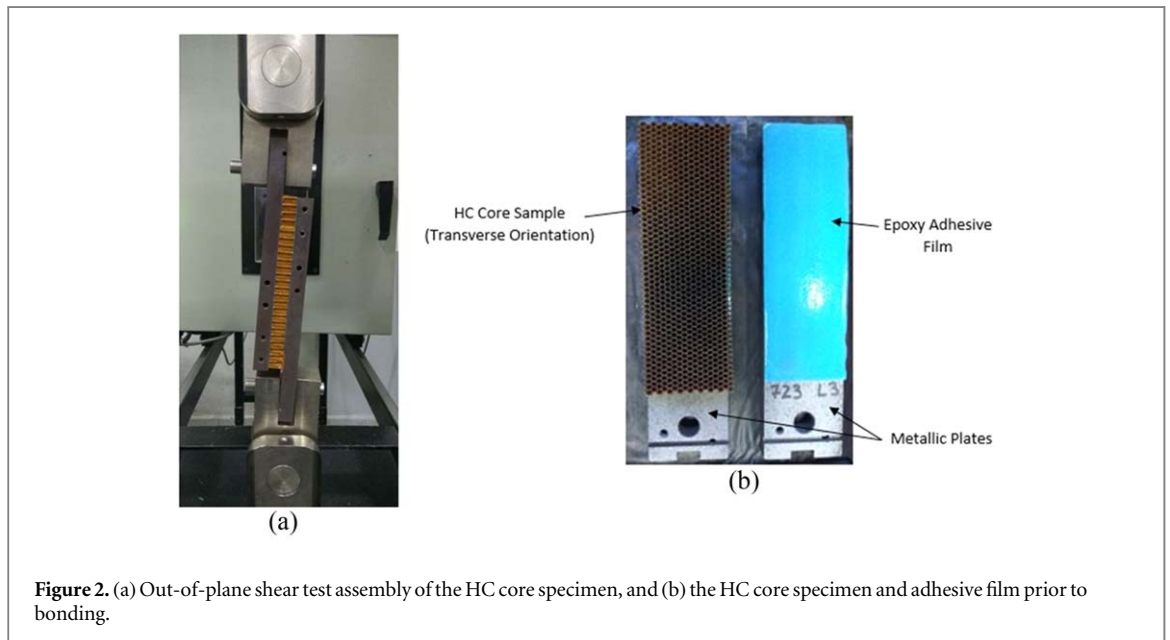 HC Core Sample
(Transverse Orientation)
Epoxy Adhesive
Film
723 L3
Metallic Plates
(a)
(b)
Figure 2. (a) Out-of-plane shear test assembly of the HC core specimen, and (b) the HC core specimen and adhesive film prior to
bonding.